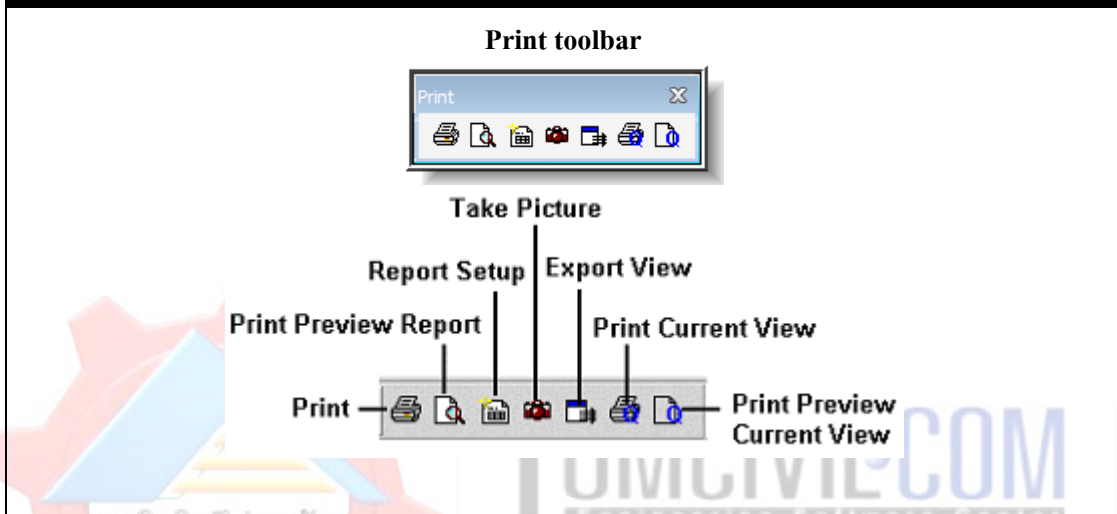 Print toolbar
Print
Take Picture
Report Setup
Export View
Print Preview Report
Print Current View
Print
Print Preview
Current View
TUMCIVIL.COM